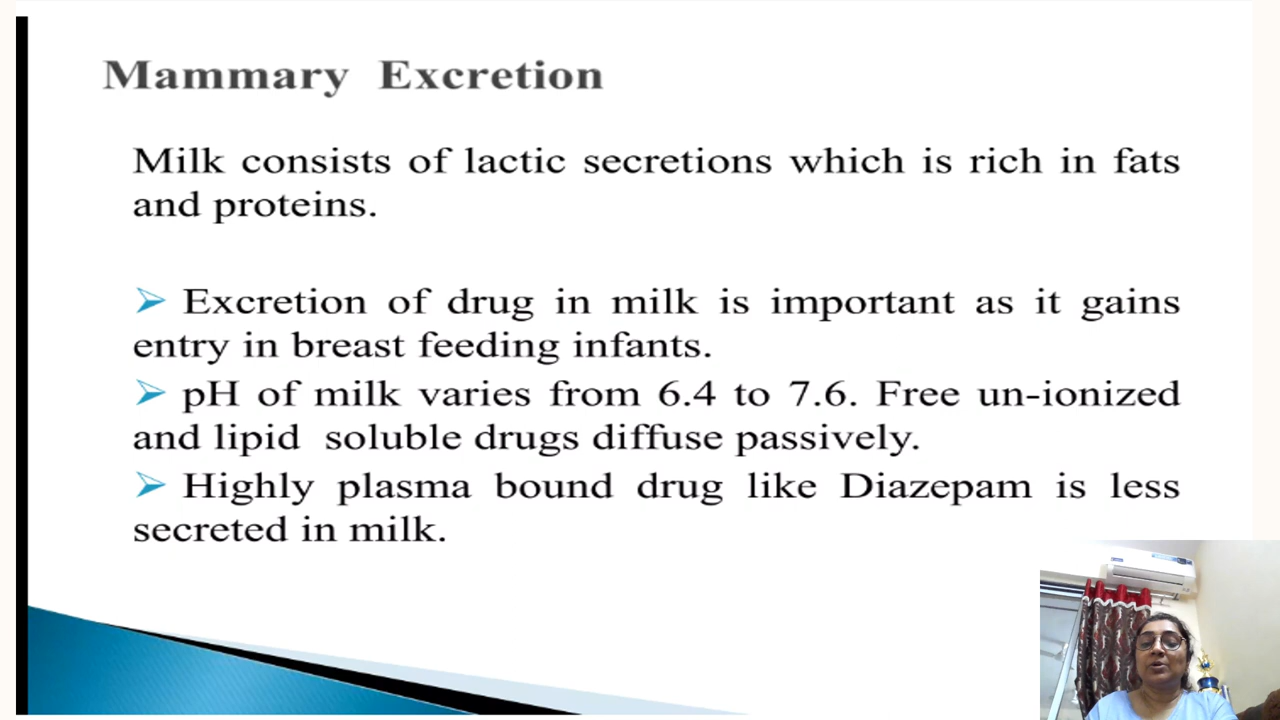 Mammary Excretion
Milk consists of lactic secretions which is rich in fats
and proteins.
➢ Excretion of drug in milk is important as it gains
entry in breast feeding infants.
➢ pH of milk varies from 6.4 to 7.6. Free un-ionized
and lipid soluble drugs diffuse passively.
➢ Highly plasma bound drug like Diazepam is less
secreted in milk.